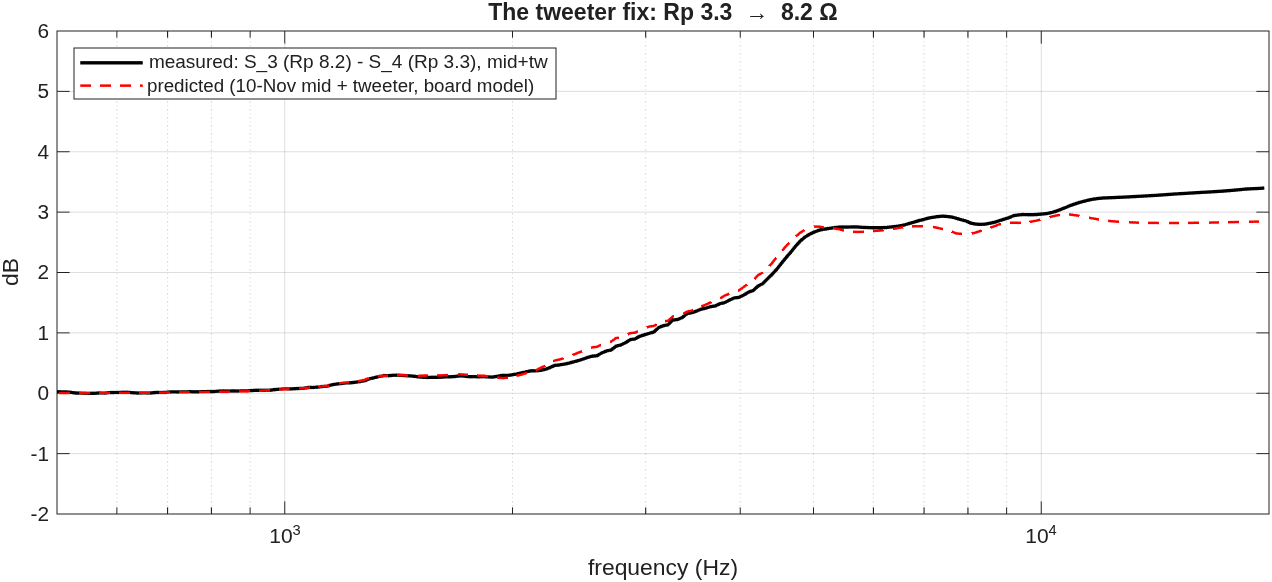 The tweeter fix: Rp 3.3 → 8.2 Ω
measured: S_3 (Rp 8.2) - S_4 (Rp 3.3), mid+tw
predicted (10-Nov mid + tweeter, board model)
dB
6
5
4
3
2
1
0
-1
-2
10³
10⁴
frequency (Hz)